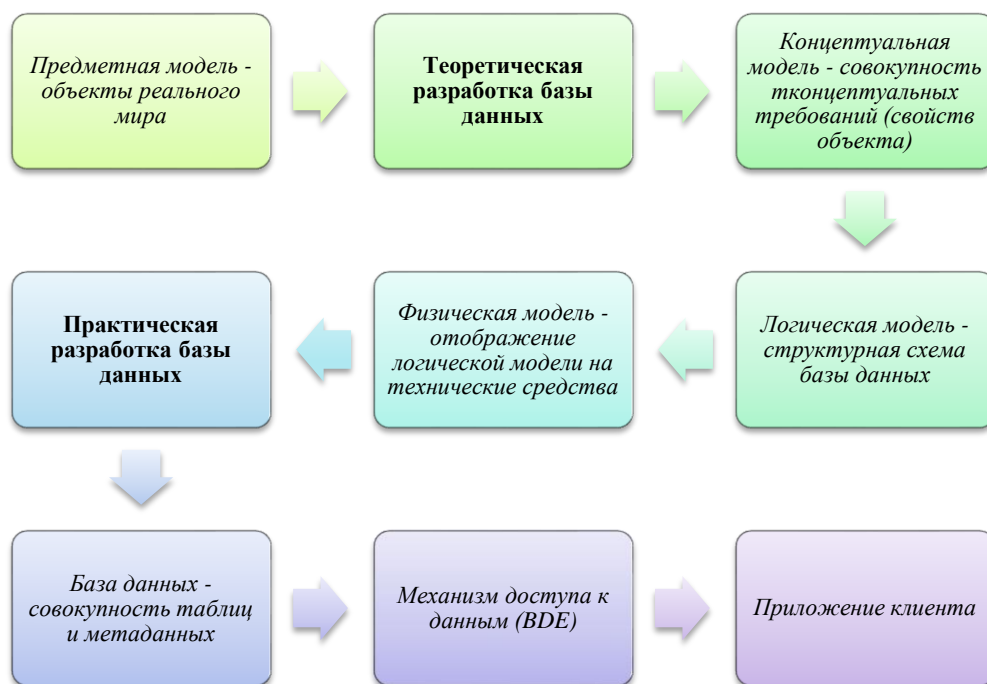 Предметная модель -
объекты реального
мира
Теоретическая
разработка базы
данных
Концептуальная
модель - совокупность
тконцептуальных
требований (свойств
объекта)
Логическая модель -
структурная схема
базы данных
Физическая модель -
отображение
логической модели на
технические средства
Практическая
разработка базы
данных
База данных -
совокупность таблиц
и метаданных
Механизм доступа к
данным (BDE)
Приложение клиента